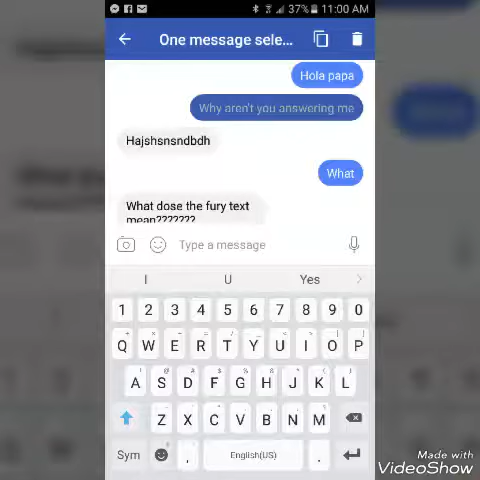 37% 11:00 AM
One message sele...
Hola papa
Why aren't you answering me
Hajshsnsndbdh
What
What dose the fury text
mean???????
Type a message
I U Yes
1 2 3 4 5 6 7 8 9 0
Q W E R T Y U I O P
A S D F G H J K L
Z X C V B N M
Sym , English(US) .
Made with
VideoShow